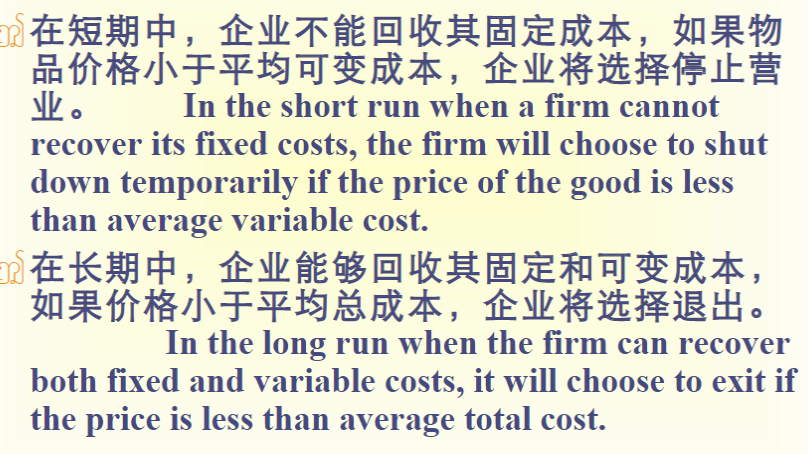 在短期中，企业不能回收其固定成本，如果物
品价格小于平均可变成本，企业将选择停止营
业。 In the short run when a firm cannot
recover its fixed costs, the firm will choose to shut
down temporarily if the price of the good is less
than average variable cost.
在长期中，企业能够回收其固定和可变成本，
如果价格小于平均总成本，企业将选择退出。
In the long run when the firm can recover
both fixed and variable costs, it will choose to exit if
the price is less than average total cost.